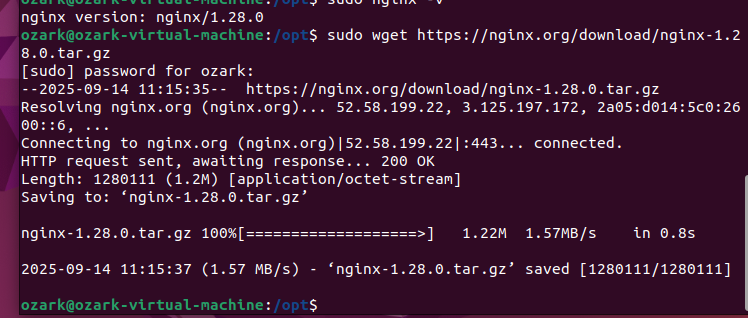 ozark@ozark-virtual-machine:/opt$ sudo nginx -v
nginx version: nginx/1.28.0
ozark@ozark-virtual-machine:/opt$ sudo wget https://nginx.org/download/nginx-1.2
8.0.tar.gz
[sudo] password for ozark:
--2025-09-14 11:15:35--  https://nginx.org/download/nginx-1.28.0.tar.gz
Resolving nginx.org (nginx.org)... 52.58.199.22, 3.125.197.172, 2a05:d014:5c0:26
00::6, ...
Connecting to nginx.org (nginx.org)|52.58.199.22|:443... connected.
HTTP request sent, awaiting response... 200 OK
Length: 1280111 (1.2M) [application/octet-stream]
Saving to: ‘nginx-1.28.0.tar.gz’
nginx-1.28.0.tar.gz 100%[===================>]   1.22M  1.57MB/s    in 0.8s
2025-09-14 11:15:37 (1.57 MB/s) - ‘nginx-1.28.0.tar.gz’ saved [1280111/1280111]
ozark@ozark-virtual-machine:/opt$